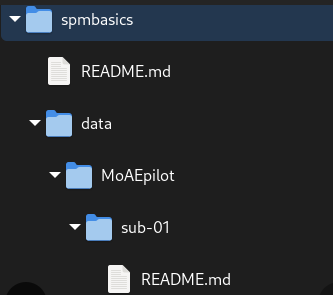 spmbasics
README.md
data
MoAEpilot
sub-01
README.md